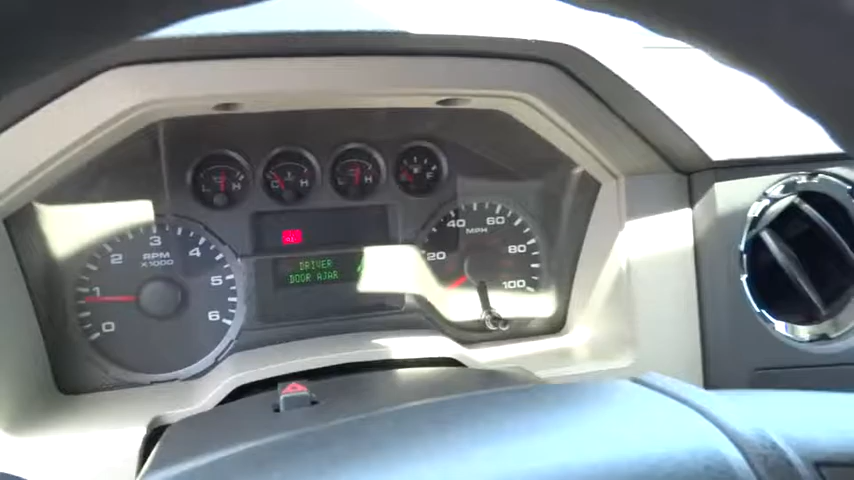 C H
L H
C H
E F
DRIVER
DOOR AJAR
RPM
X1000
0 1 2 3 4 5 6
MPH
20 40 60 80 100